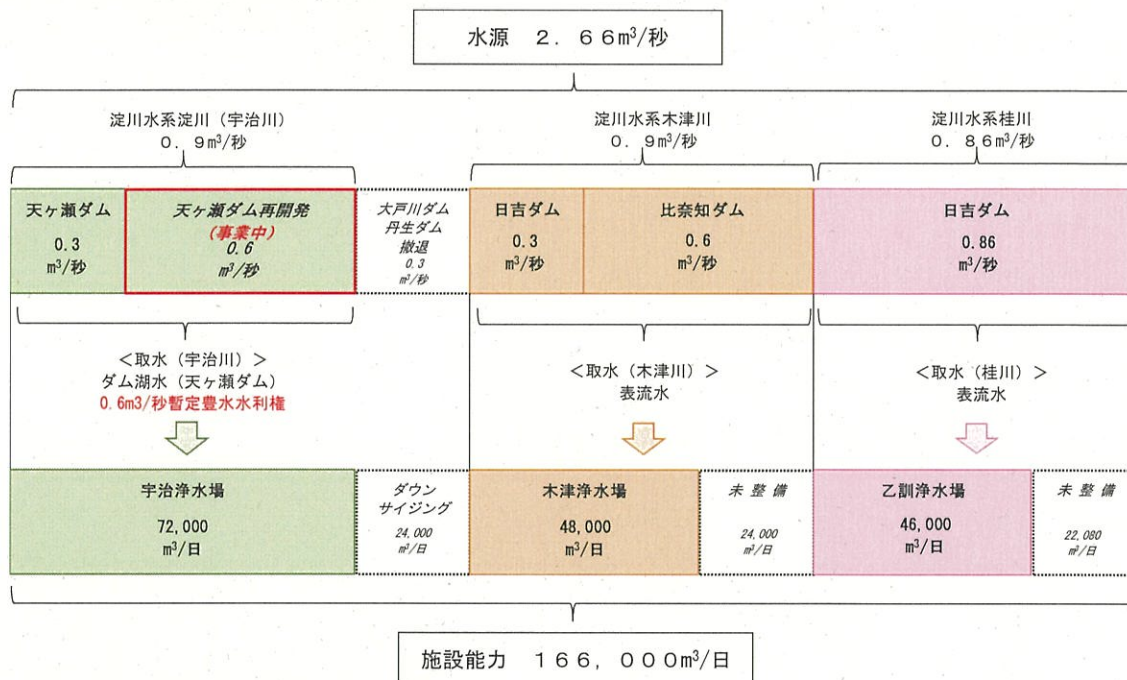 水源　２．６６m³/秒
淀川水系淀川（宇治川）
０．９m³/秒
淀川水系木津川
０．９m³/秒
淀川水系桂川
０．８６m³/秒
天ヶ瀬ダム
0.3
m³/秒
天ヶ瀬ダム再開発
(事業中)
0.6
m³/秒
大戸川ダム
丹生ダム
撤退
0.3
m³/秒
日吉ダム
0.3
m³/秒
比奈知ダム
0.6
m³/秒
日吉ダム
0.86
m³/秒
＜取水（宇治川）＞
ダム湖水（天ヶ瀬ダム）
0.6m3/秒暫定豊水水利権
＜取水（木津川）＞
表流水
＜取水（桂川）＞
表流水
宇治浄水場
72,000
m³/日
ダウン
サイジング
24,000
m³/日
木津浄水場
48,000
m³/日
未整備
24,000
m³/日
乙訓浄水場
46,000
m³/日
未整備
22,080
m³/日
施設能力　１６６，０００m³/日